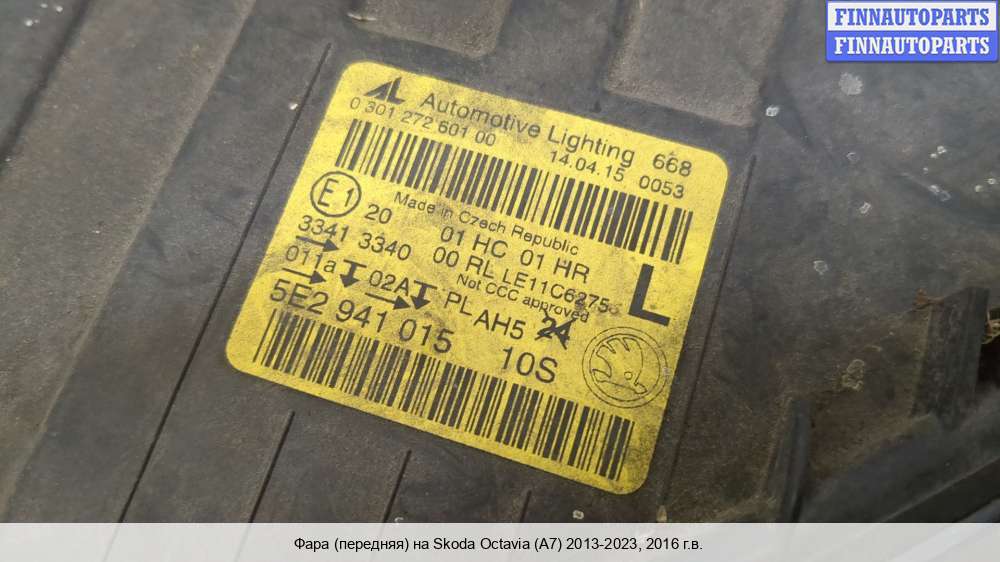 FINNAUTOPARTS
FINNAUTOPARTS
AL Automotive Lighting 668
0 301 272 601 00 14.04.15 0053
Made in Czech Republic
E1 20 01 HC 01 HR
3341 3340 00 RL LE11C6275
Not CCC approved
L
011a 02A PL AH5 24
5E2 941 015 10S
Фара (передняя) на Skoda Octavia (A7) 2013-2023, 2016 г.в.